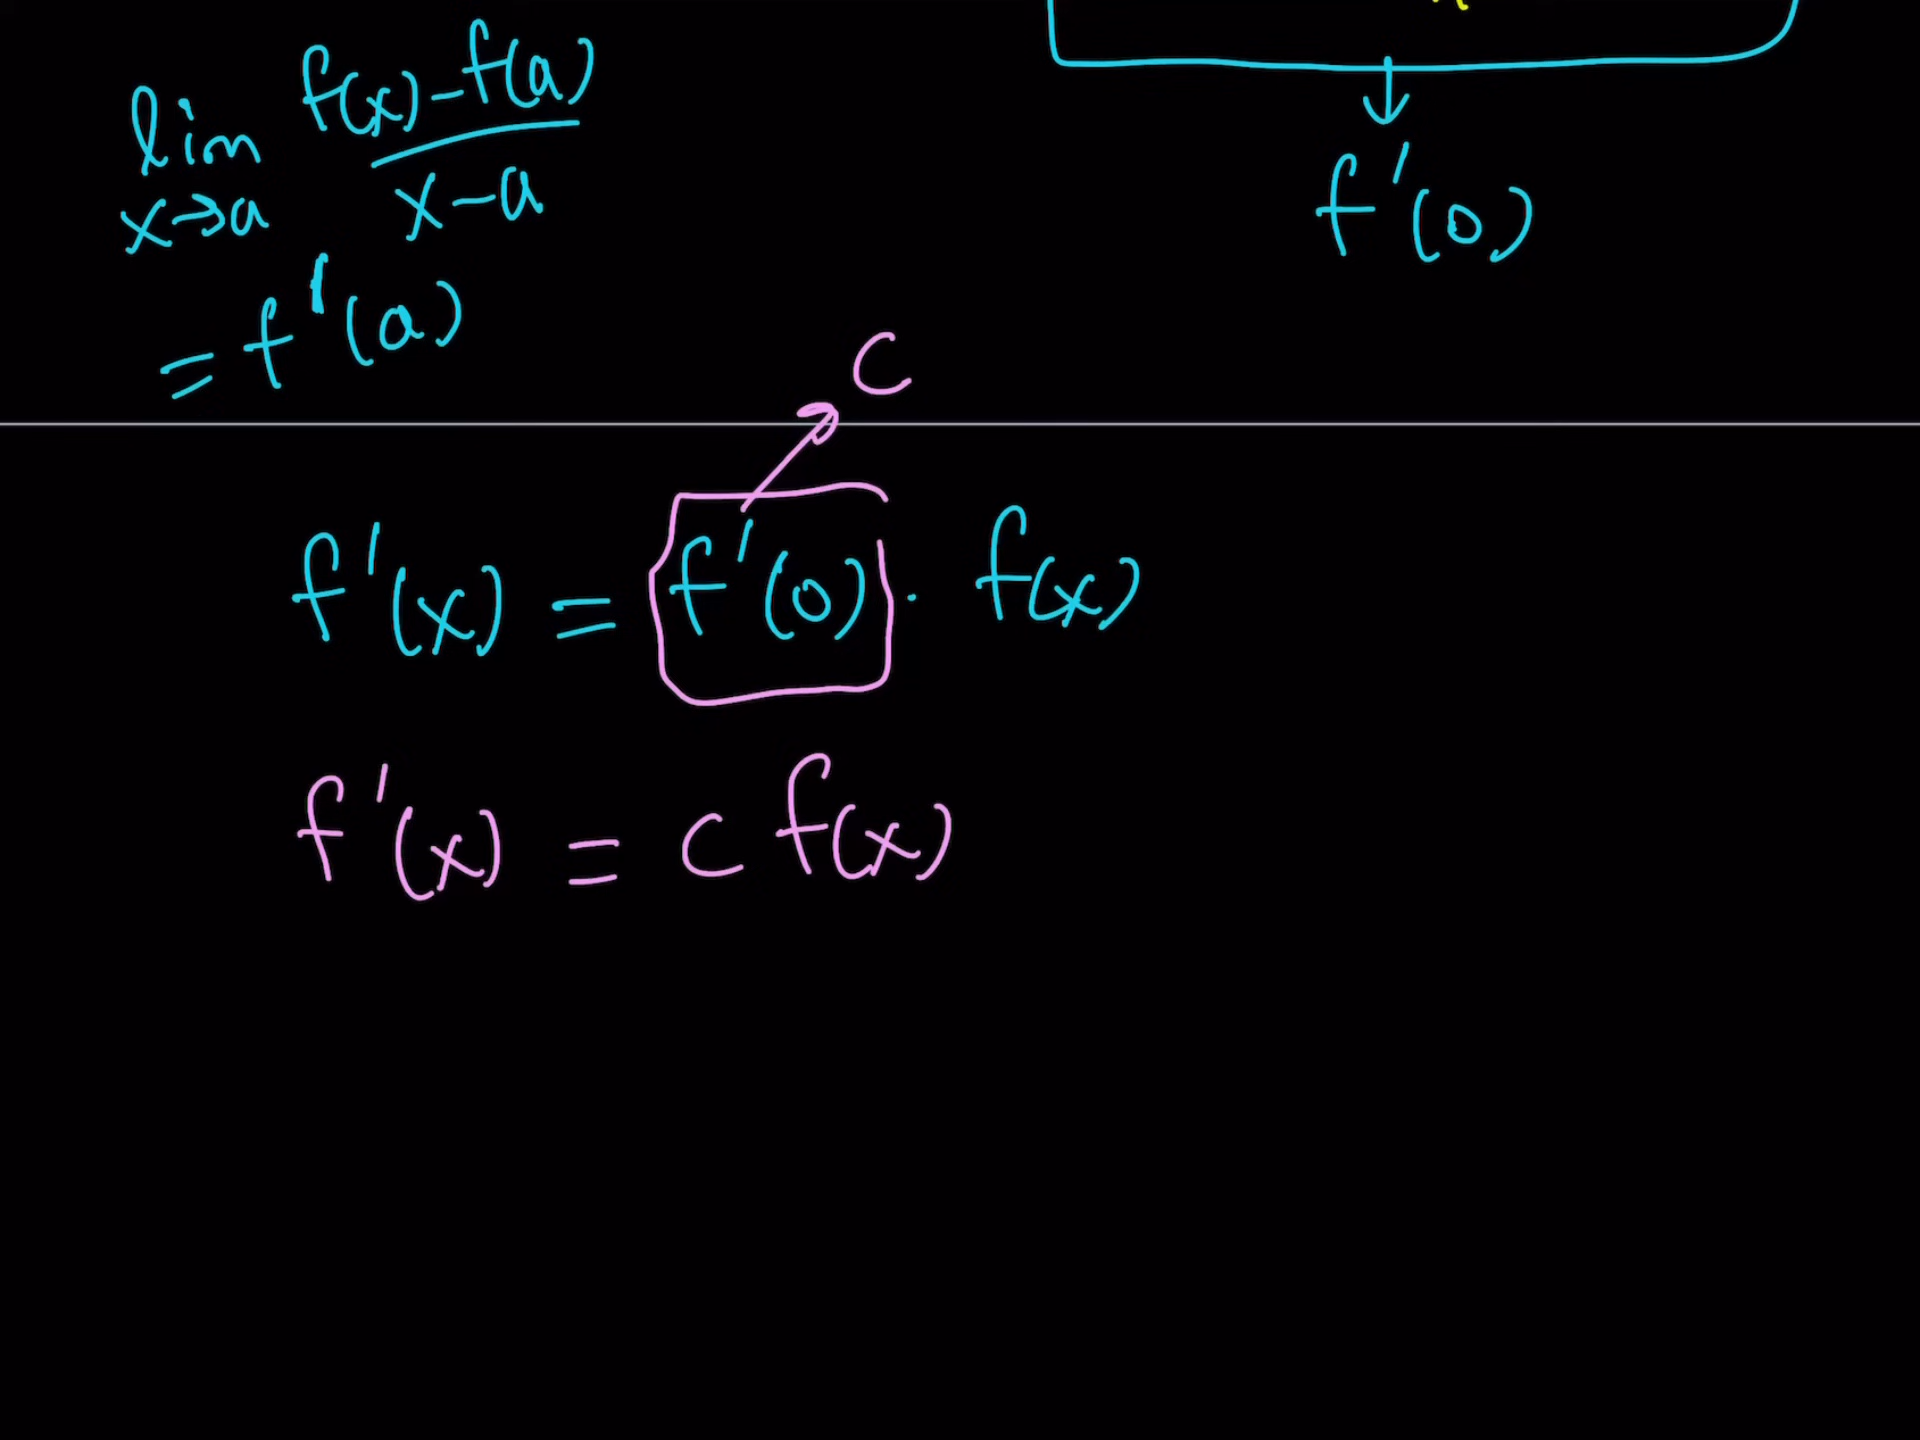 lim f(x)-f(a)
x→a x-a
= f'(a)
f'(0)
c
f'(x) = f'(0) · f(x)
f'(x) = c f(x)